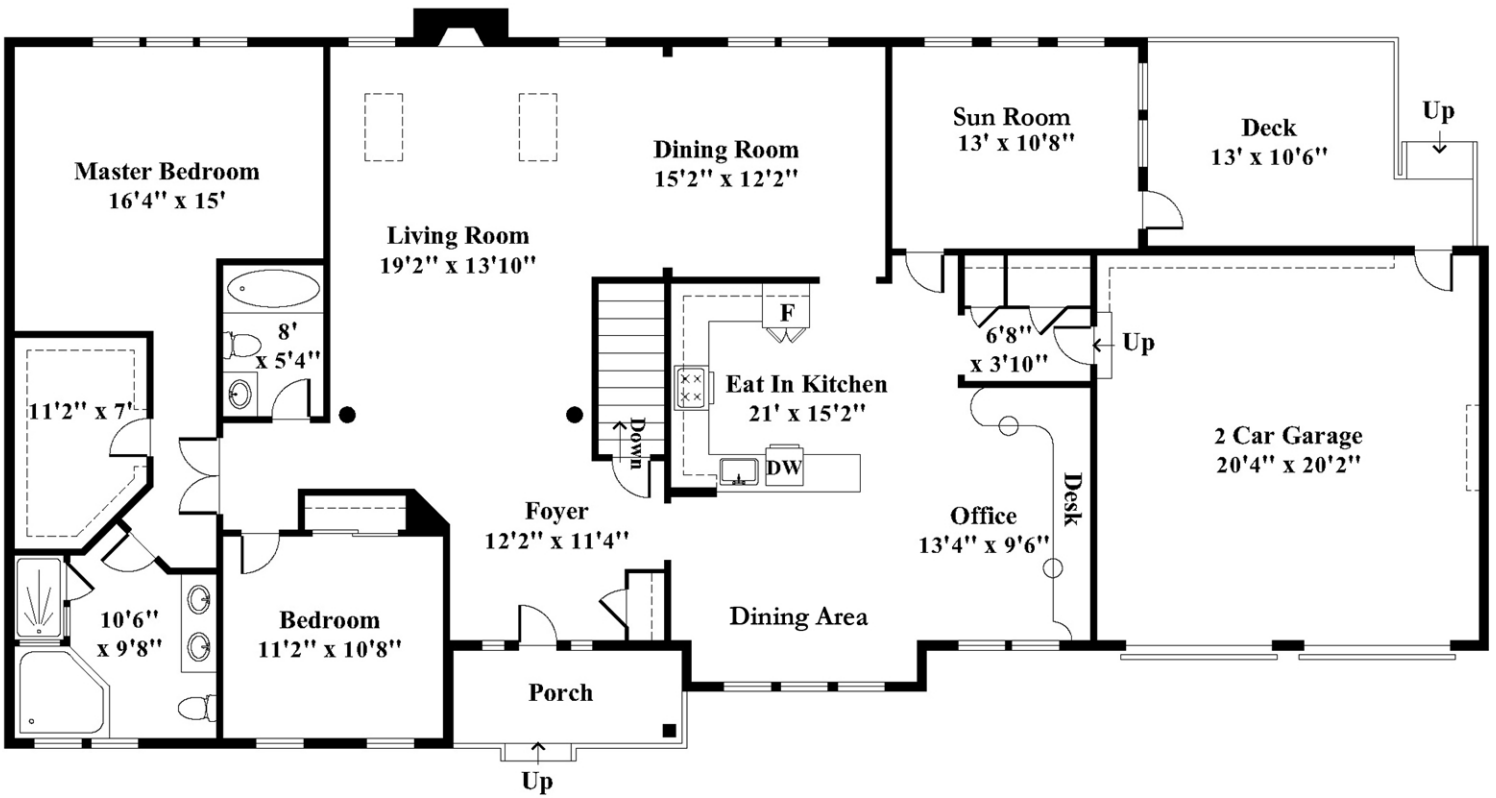 Master Bedroom
16'4" x 15'
Living Room
19'2" x 13'10"
Dining Room
15'2" x 12'2"
Sun Room
13' x 10'8"
Deck
13' x 10'6"
Up
8'
x 5'4"
11'2" x 7'
Down
F
Eat In Kitchen
21' x 15'2"
DW
6'8"
x 3'10"
Up
2 Car Garage
20'4" x 20'2"
Foyer
12'2" x 11'4"
Office
13'4" x 9'6"
Desk
10'6"
x 9'8"
Bedroom
11'2" x 10'8"
Dining Area
Porch
Up